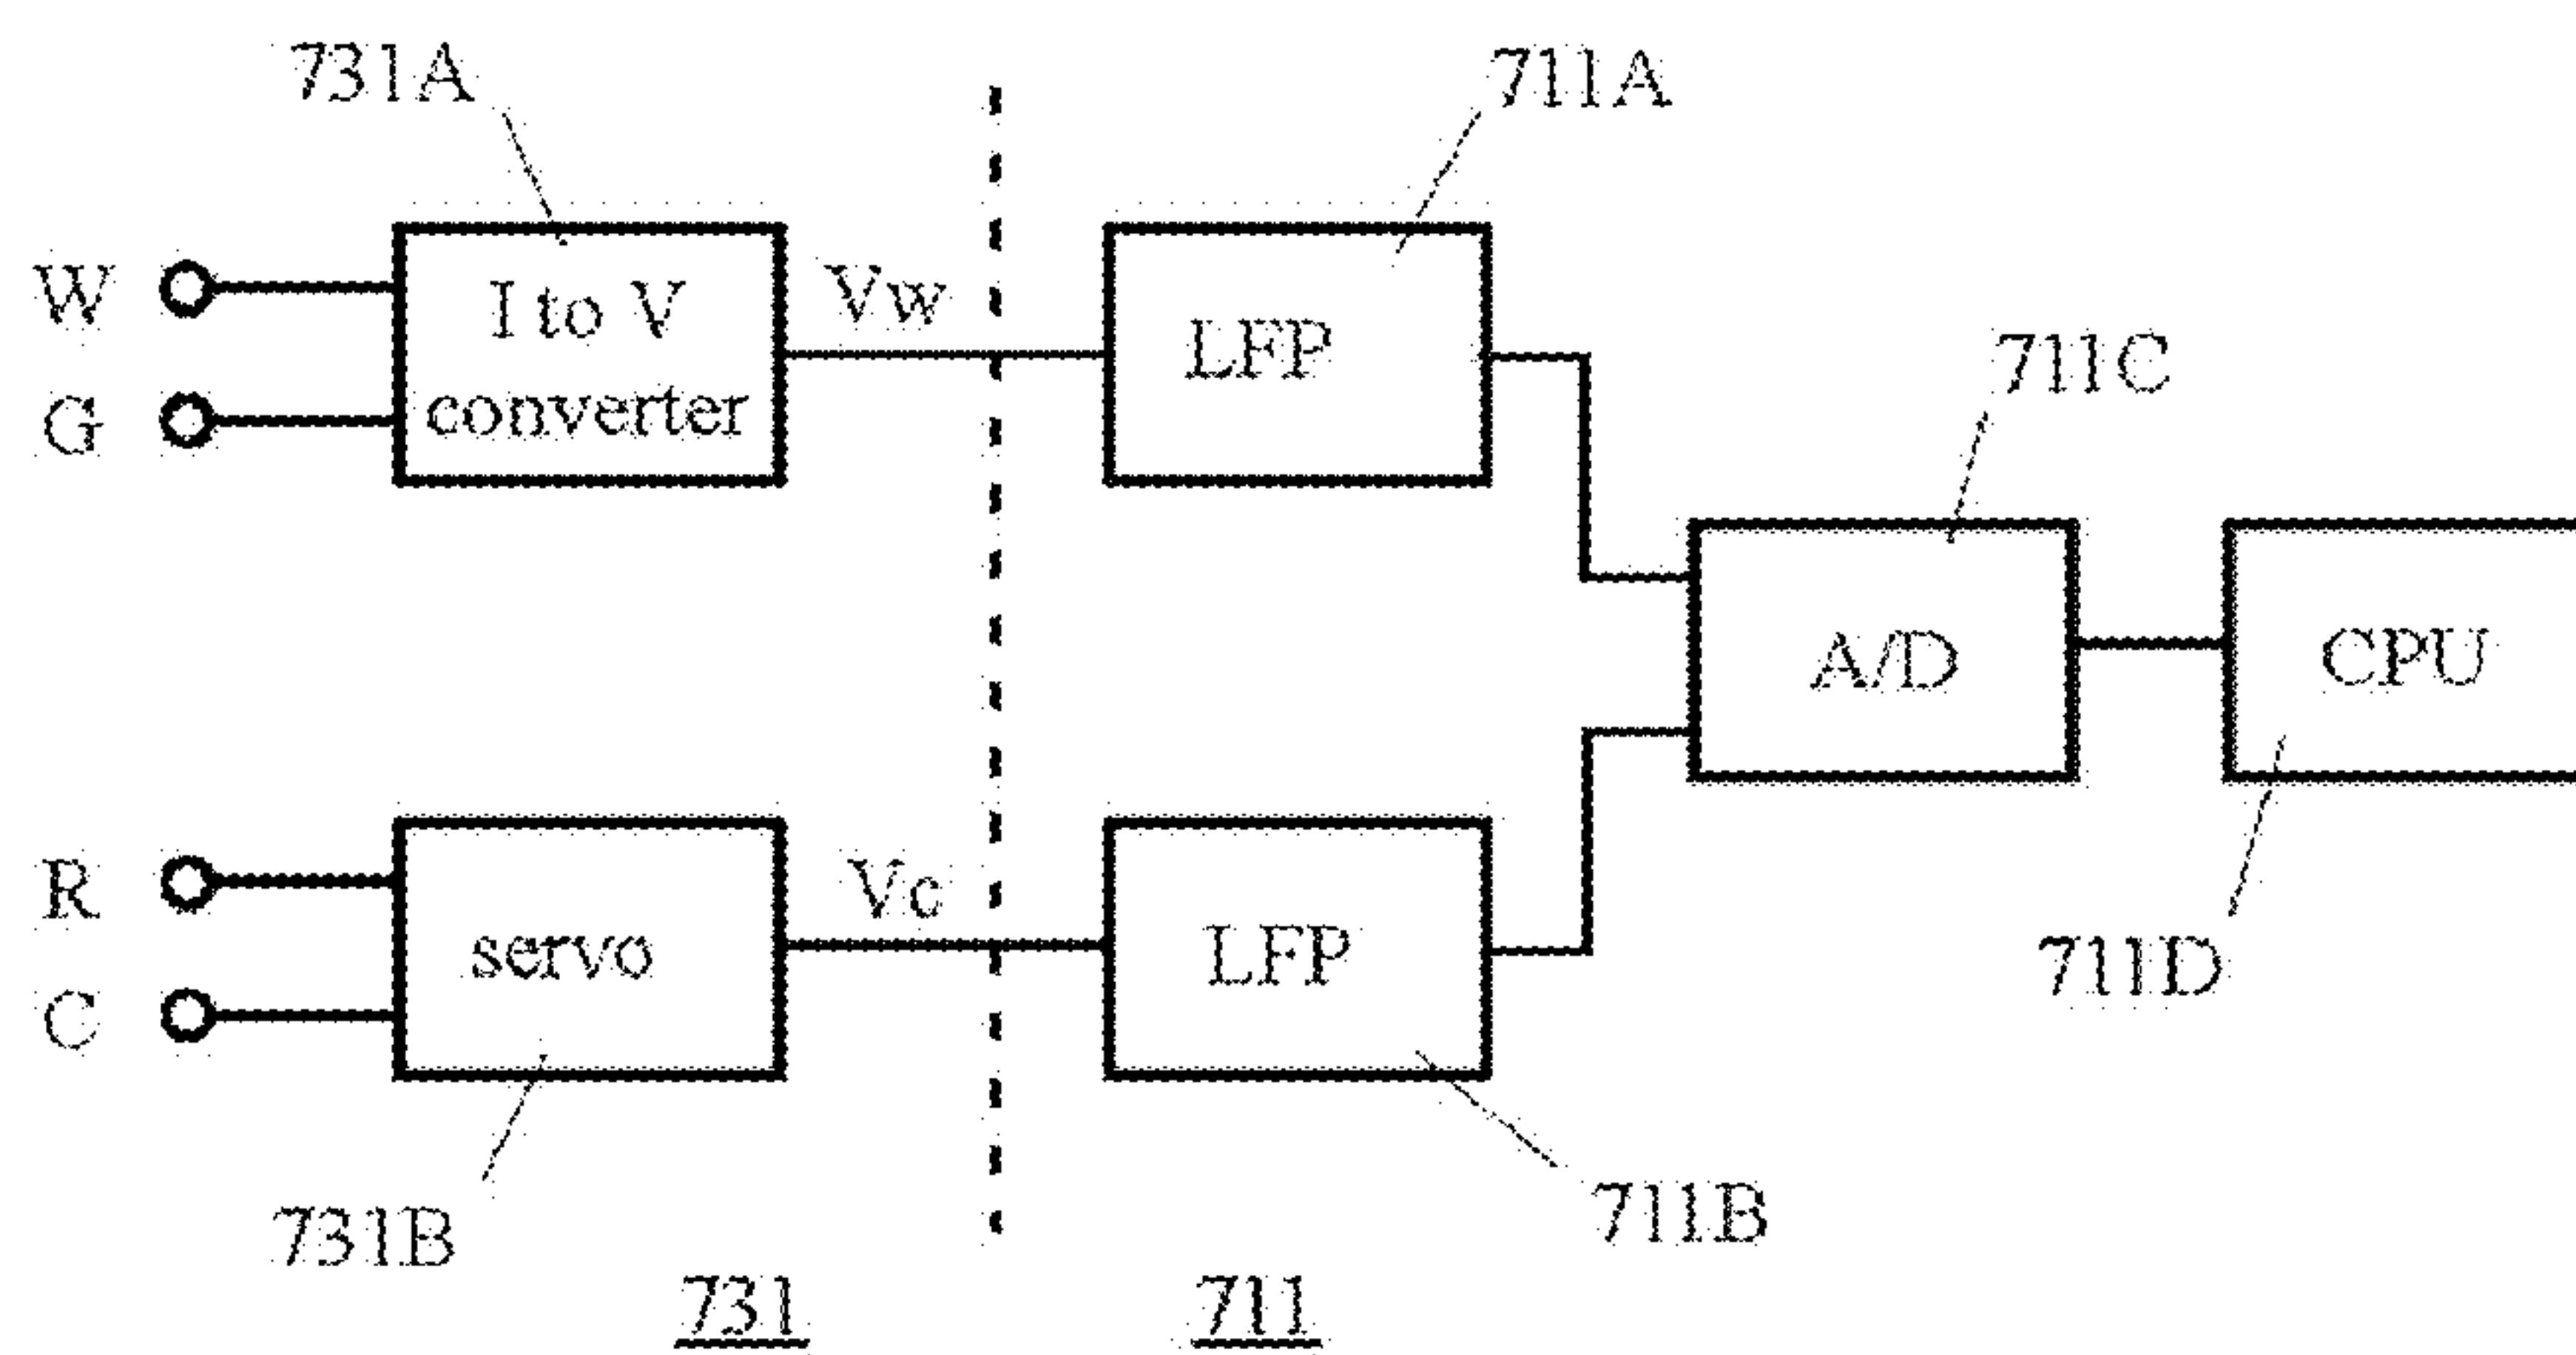 731A
711A
W
I to V
Vw
LFP
711C
G
converter
A/D
CPU
R
Vc
servo
LFP
711D
C
731B
711B
731
711